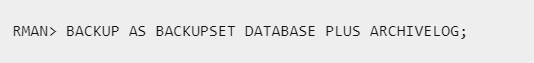 RMAN> BACKUP AS BACKUPSET DATABASE PLUS ARCHIVELOG;